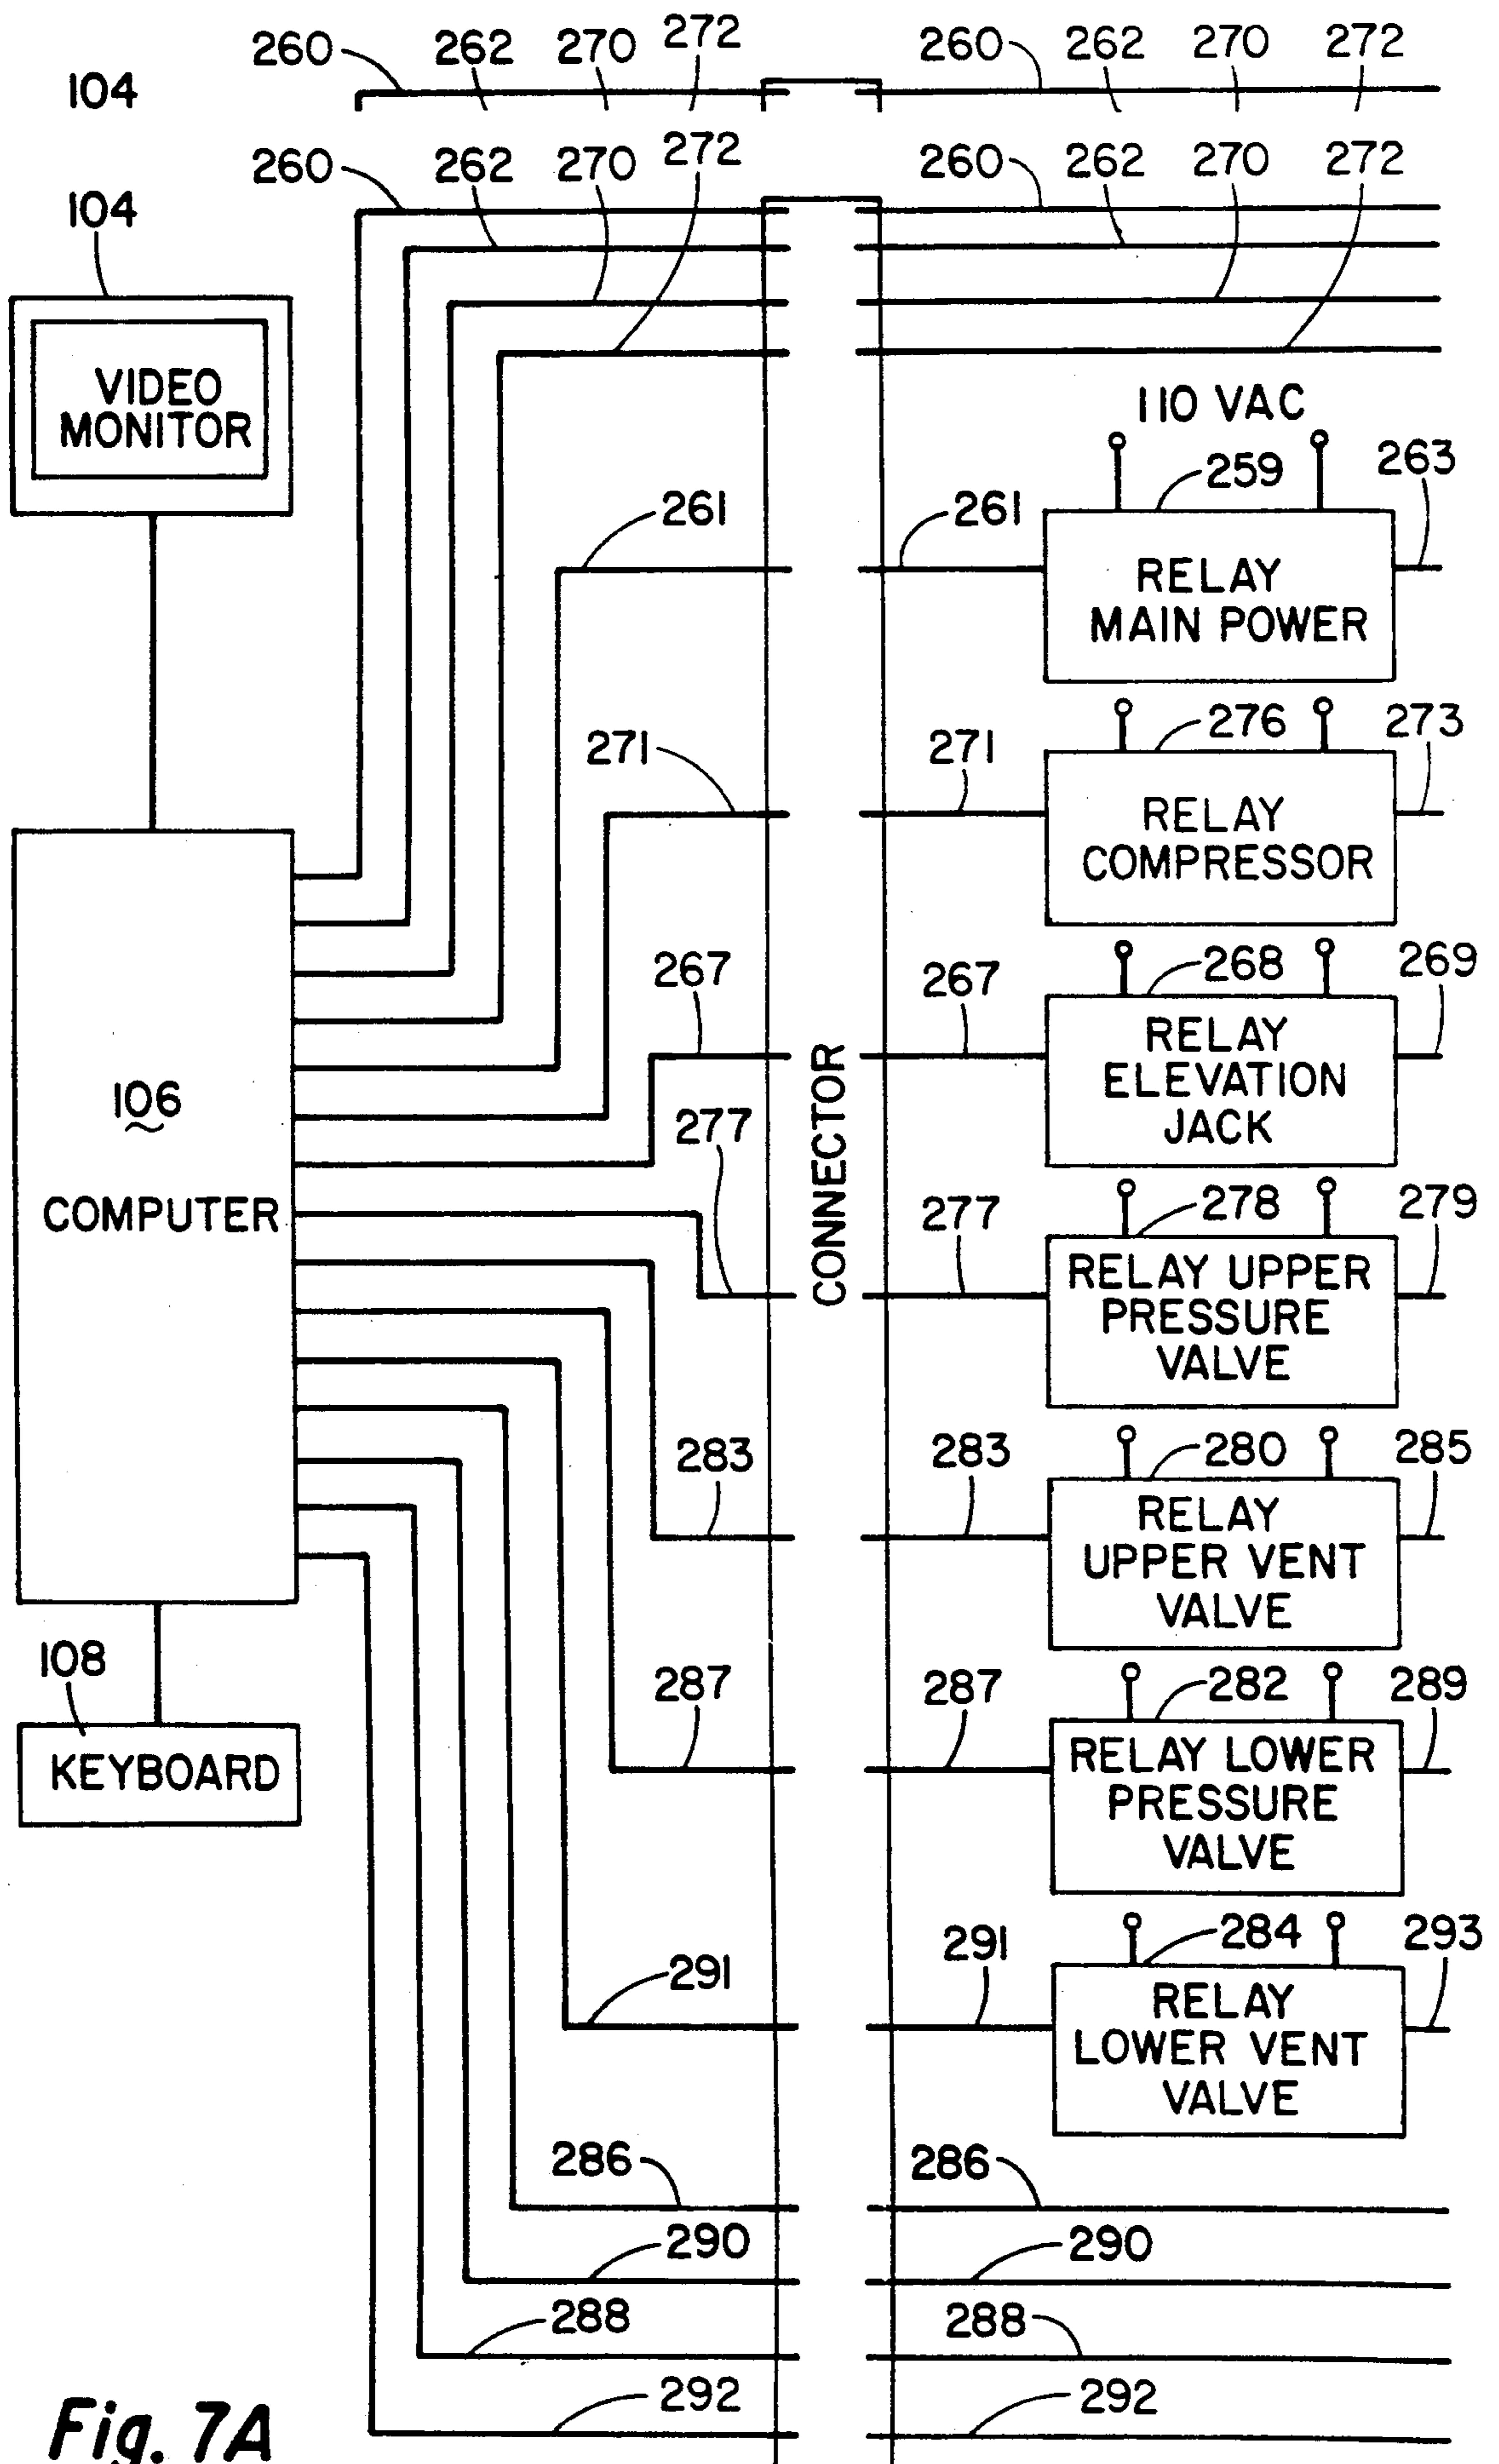 260 262 270 272 260 262 270 272
104
260 262 270 272 260 262 270 272
104
VIDEO
MONITOR
110 VAC
259 263
261 261
RELAY
MAIN POWER
276 273
271 271
RELAY
COMPRESSOR
267 267 268 269
RELAY
ELEVATION
JACK
106
COMPUTER
CONNECTOR
277 277 278 279
RELAY UPPER
PRESSURE
VALVE
283 283 280 285
RELAY
UPPER VENT
VALVE
108
KEYBOARD
287 287 282 289
RELAY LOWER
PRESSURE
VALVE
291 291 284 293
RELAY
LOWER VENT
VALVE
286 286
290 290
288 288
292 292
Fig. 7A